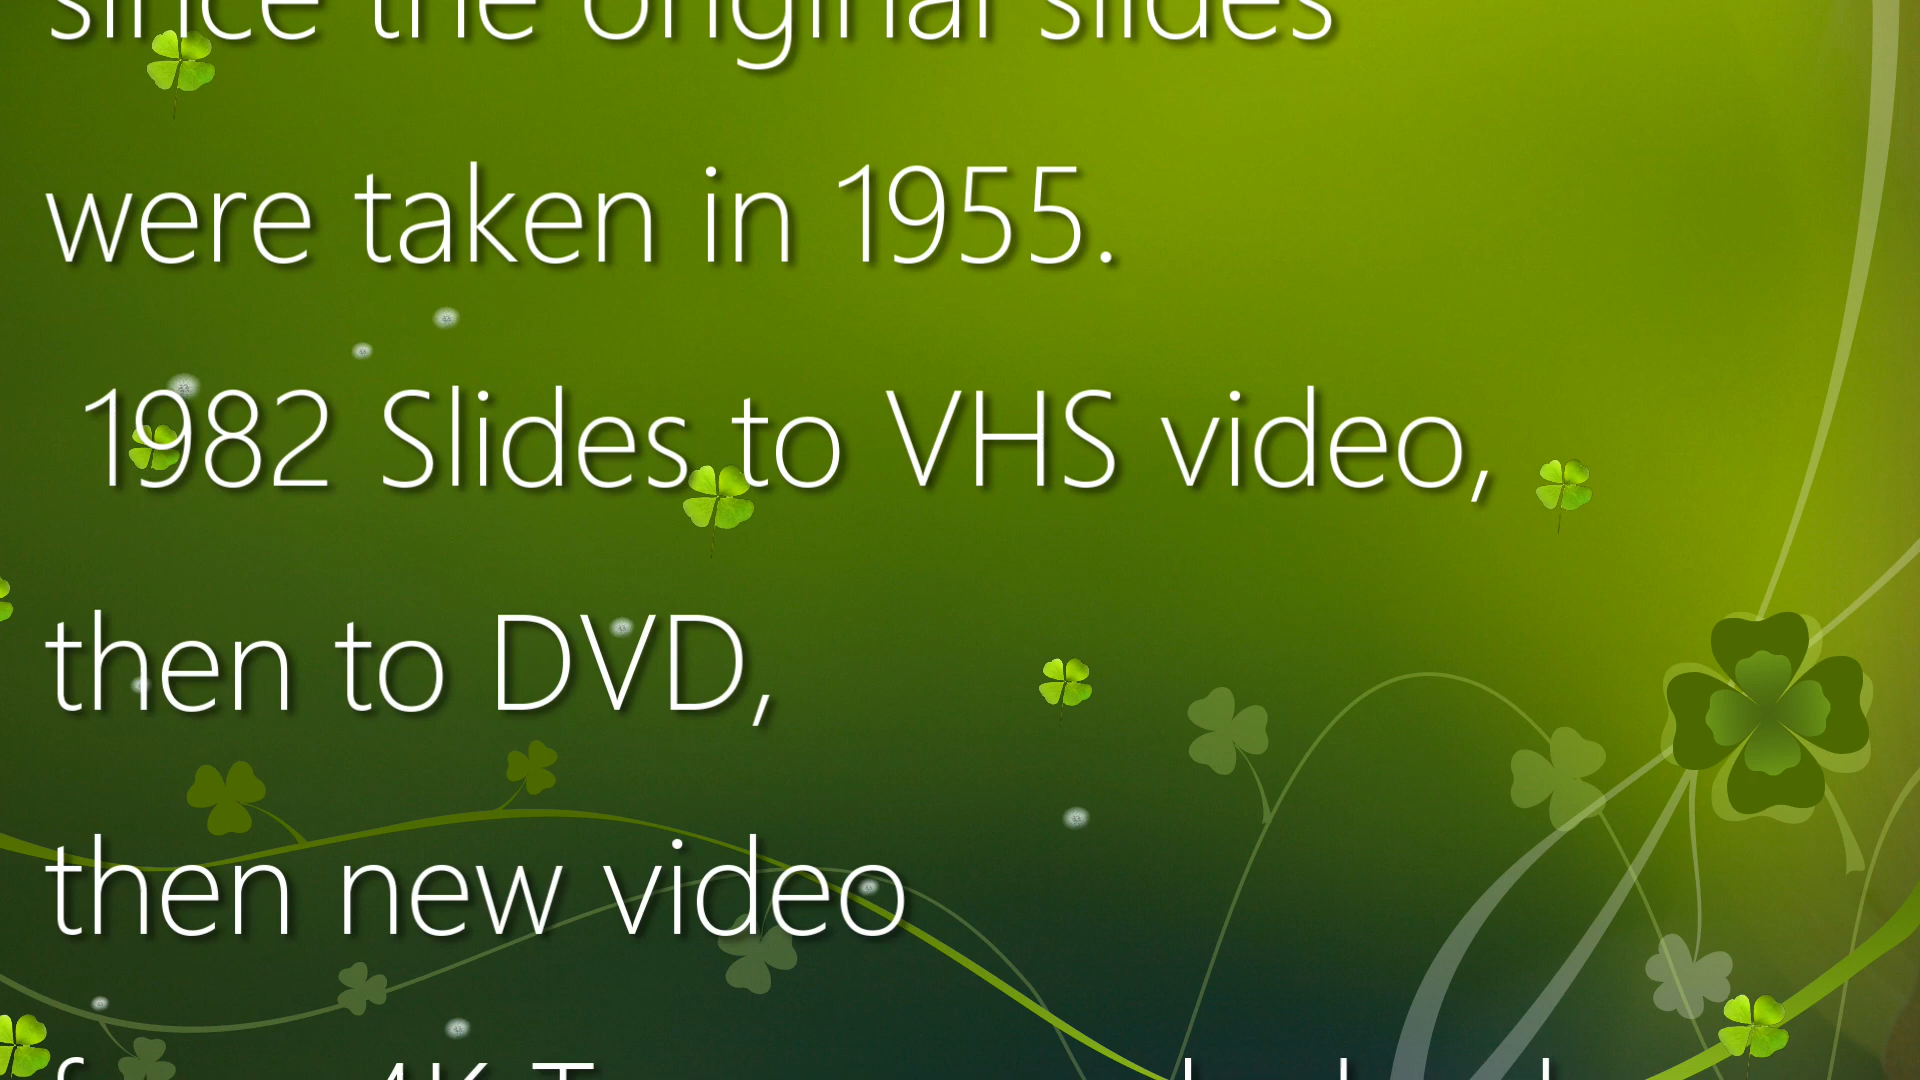 since the original slides
were taken in 1955.
1982 Slides to VHS video,
then to DVD,
then new video
4K